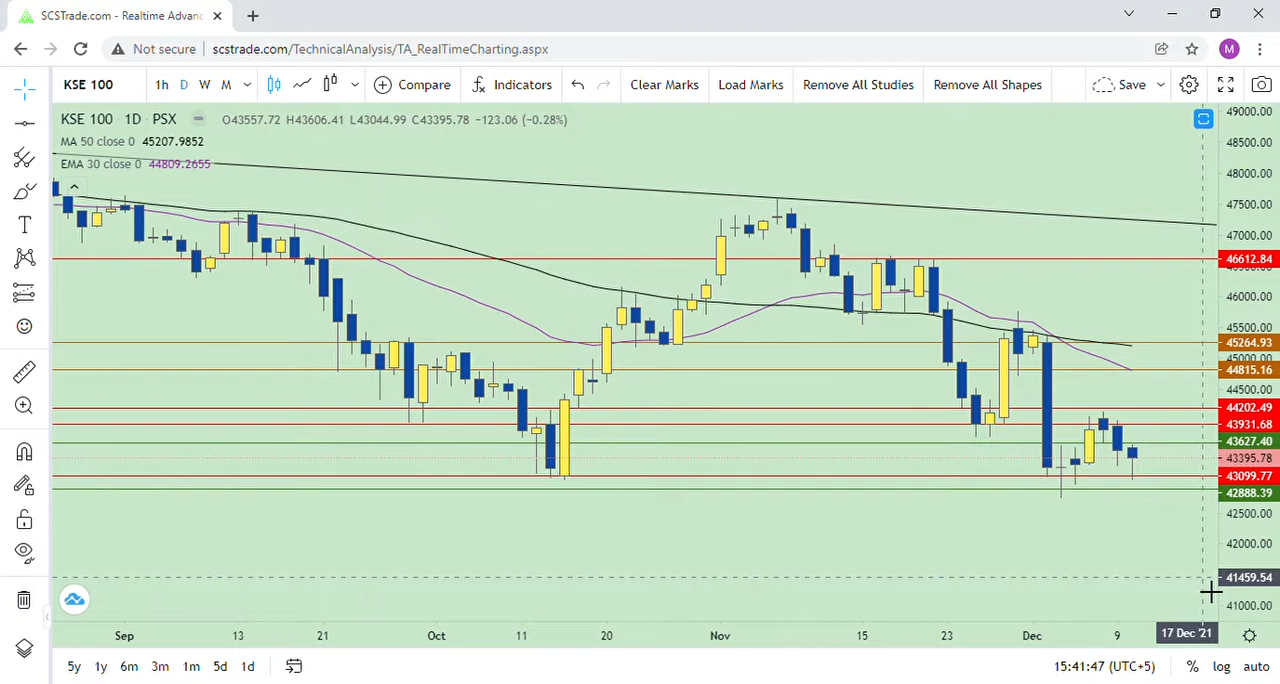 SCSTrade.com - Realtime Advanc
Not secure scstrade.com/TechnicalAnalysis/TA_RealTimeCharting.aspx M
KSE 100 1h D W M Compare Indicators Clear Marks Load Marks Remove All Studies Remove All Shapes Save
KSE 100 1D PSX O43557.72 H43606.41 L43044.99 C43395.78 −123.06 (−0.28%)
MA 50 close 0 45207.9852
EMA 30 close 0 44809.2655
49000.00
48500.00
48000.00
47500.00
47000.00
46612.84
46500.00
46000.00
45500.00
45264.93
45000.00
44815.16
44500.00
44202.49
43931.68
43627.40
43395.78
43099.77
42888.39
42500.00
42000.00
41459.54
41000.00
Sep 13 21 Oct 11 20 Nov 15 23 Dec 9 17 Dec '21
5y 1y 6m 3m 1m 5d 1d 15:41:47 (UTC+5) % log auto